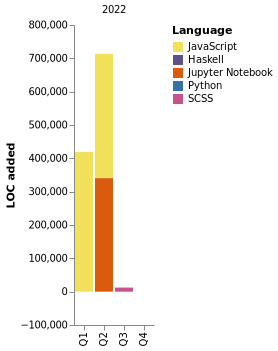 2022
Language
JavaScript
Haskell
Jupyter Notebook
Python
SCSS
LOC added
800,000
700,000
600,000
500,000
400,000
300,000
200,000
100,000
0
−100,000
Q1
Q2
Q3
Q4